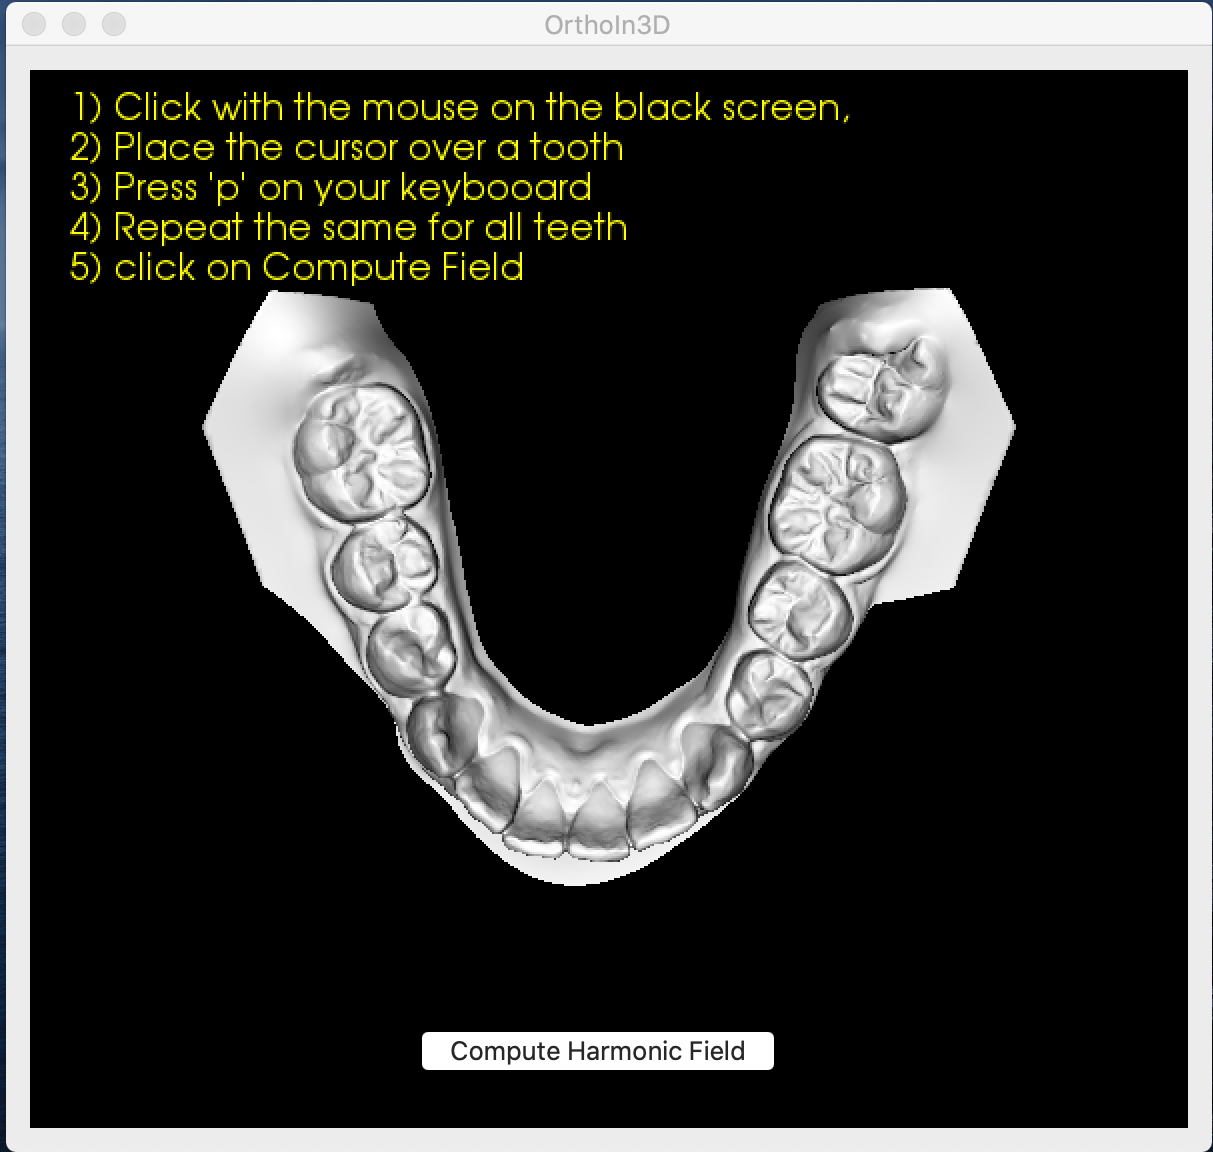 OrthoIn3D
1) Click with the mouse on the black screen,
2) Place the cursor over a tooth
3) Press 'p' on your keybooard
4) Repeat the same for all teeth
5) click on Compute Field
Compute Harmonic Field